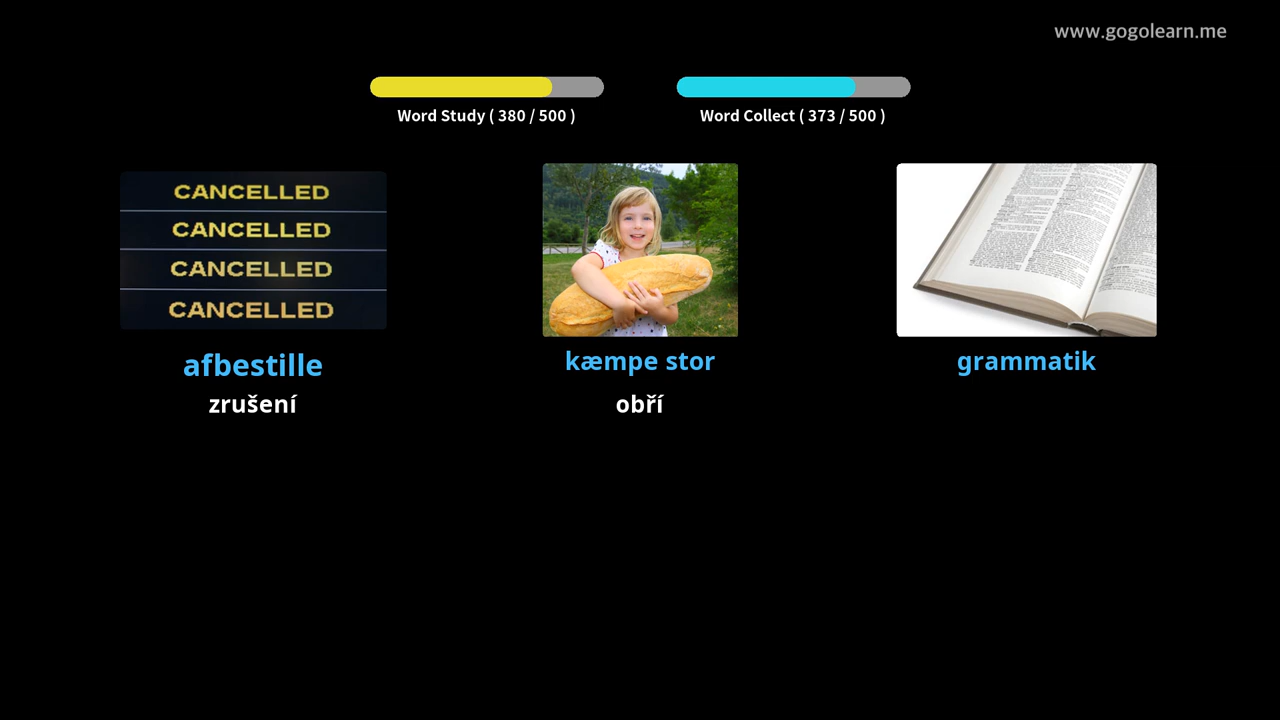 www.gogolearn.me
Word Study ( 380 / 500 )
Word Collect ( 373 / 500 )
CANCELLED
CANCELLED
CANCELLED
CANCELLED
afbestille
zrušení
kæmpe stor
obří
grammatik